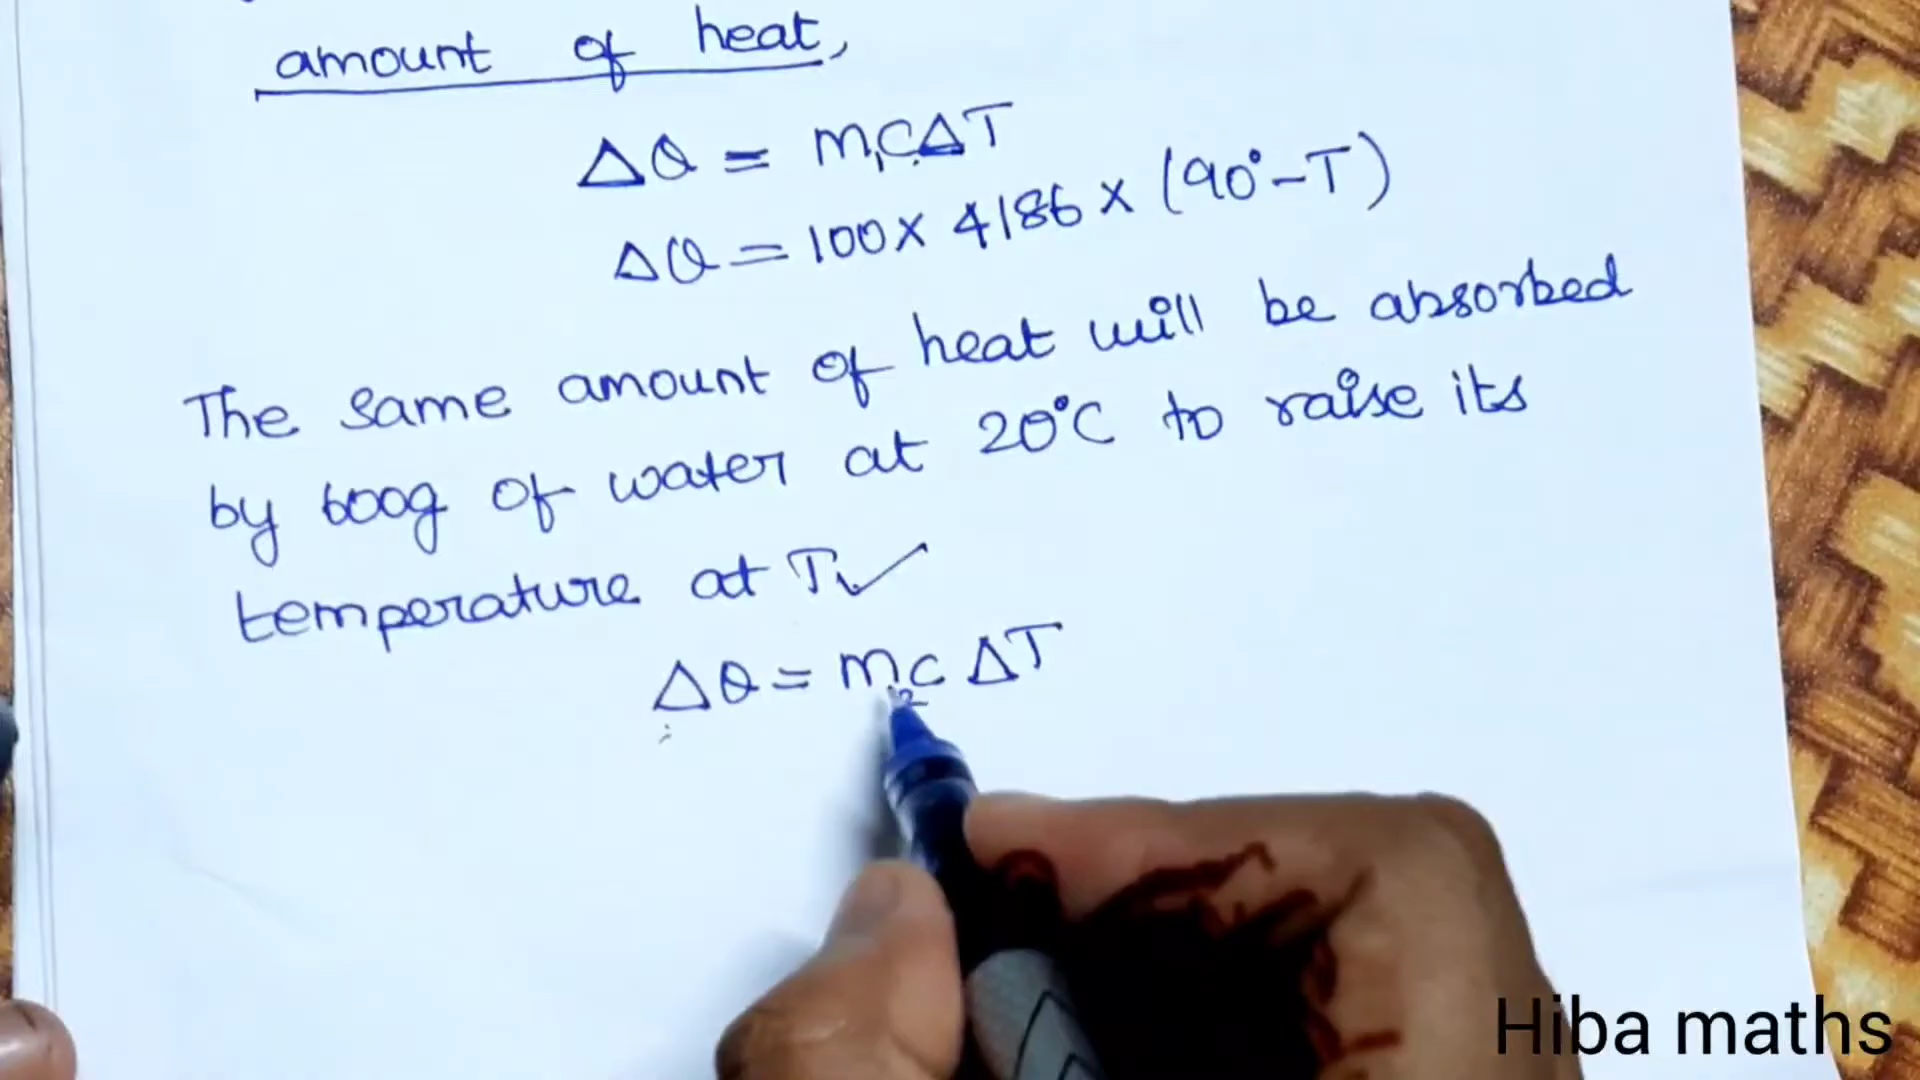 amount of heat,
ΔQ = m₁CΔT
ΔQ = 100 × 4186 × (90° - T)
The same amount of heat will be absorbed
by 600g of water at 20°C to raise its
temperature at T
ΔQ = m₂C ΔT
Hiba maths